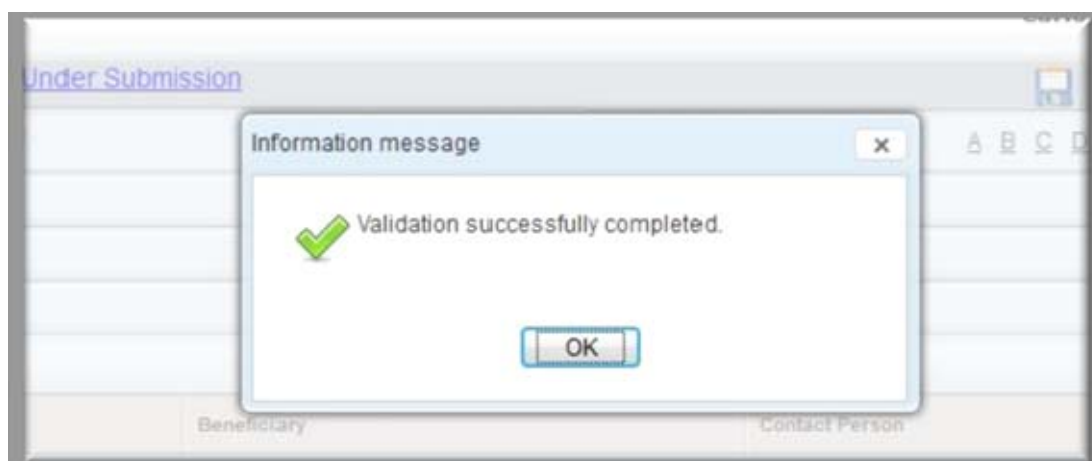 Under Submission
Information message
A B C D
Validation successfully completed.
OK
Beneficiary
Contact Person